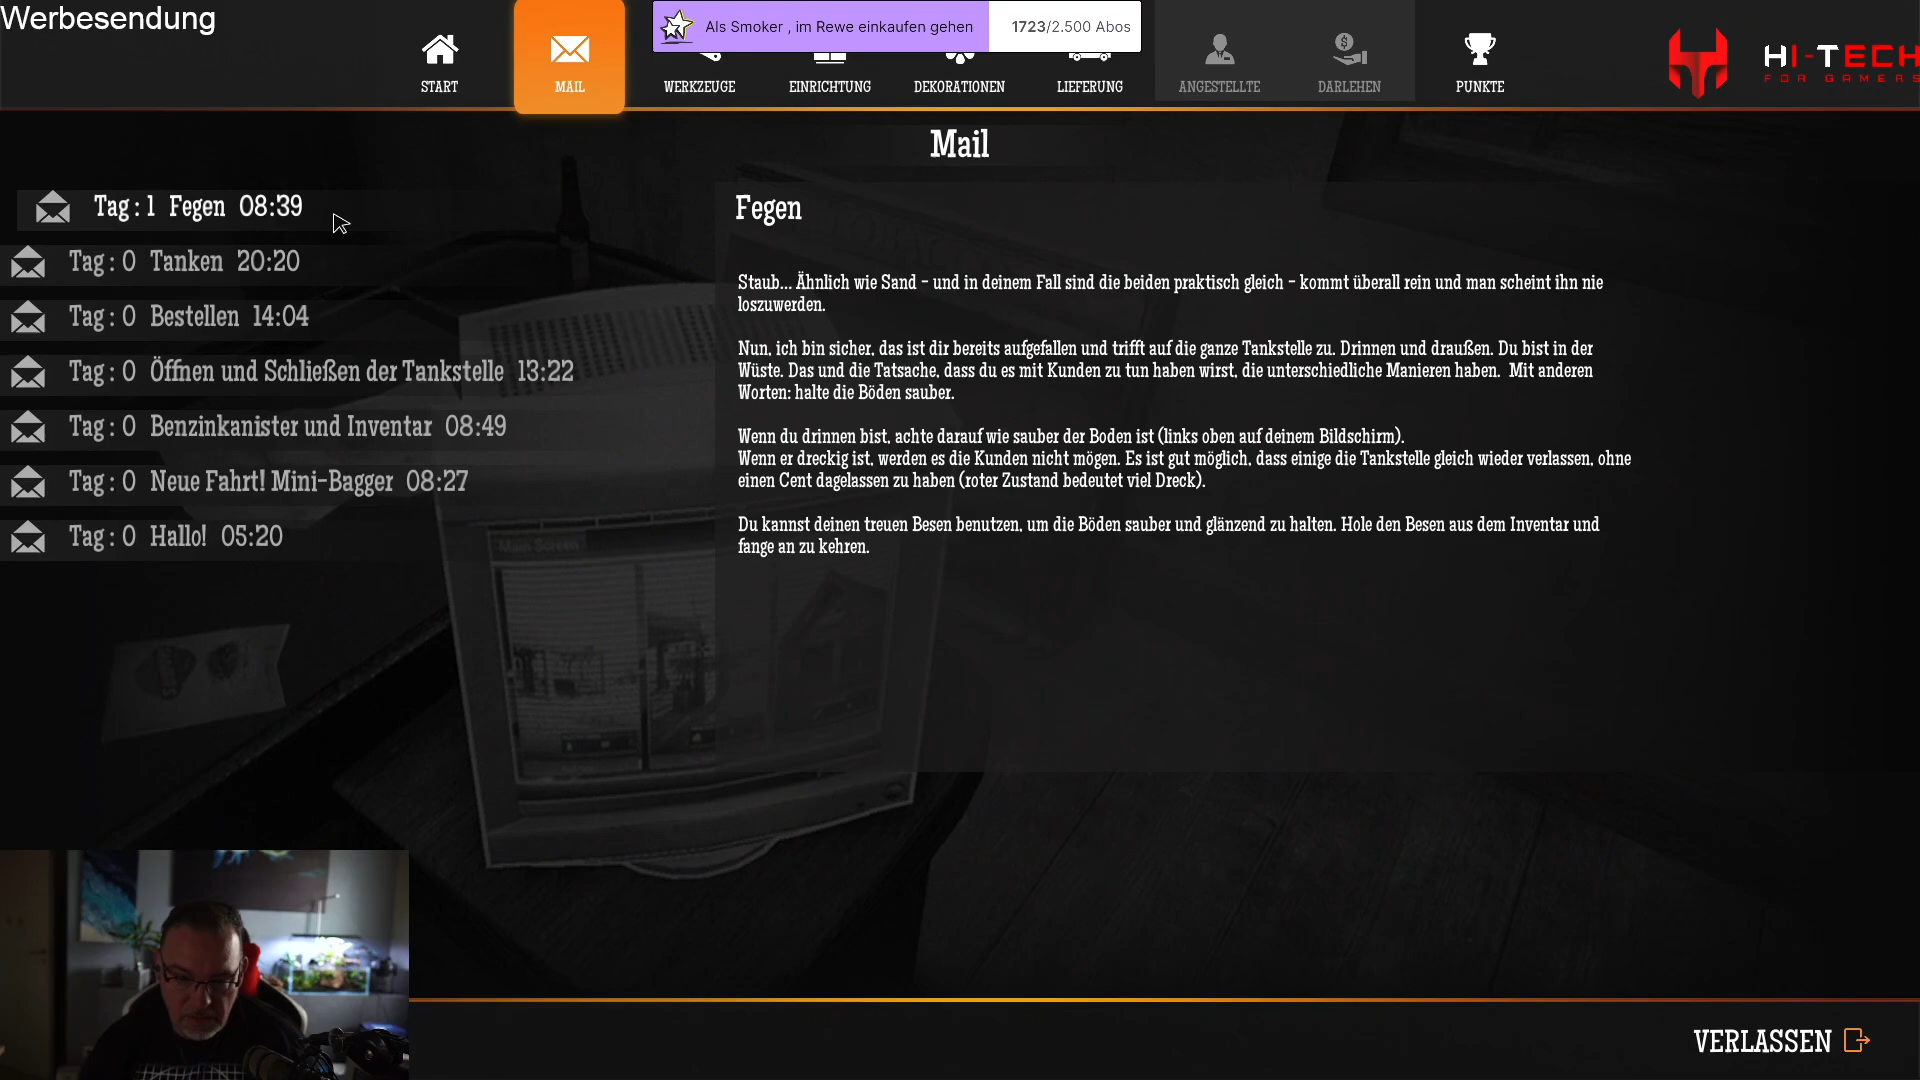 Werbesendung
Als Smoker , im Rewe einkaufen gehen
1723/2.500 Abos
START
MAIL
WERKZEUGE
EINRICHTUNG
DEKORATIONEN
LIEFERUNG
ANGESTELLTE
DARLEHEN
PUNKTE
HI-TECH
FOR GAMERS
Mail
Tag : 1 Fegen 08:39
Tag : 0 Tanken 20:20
Tag : 0 Bestellen 14:04
Tag : 0 Öffnen und Schließen der Tankstelle 13:22
Tag : 0 Benzinkanister und Inventar 08:49
Tag : 0 Neue Fahrt! Mini-Bagger 08:27
Tag : 0 Hallo! 05:20
Fegen
Staub... Ähnlich wie Sand - und in deinem Fall sind die beiden praktisch gleich - kommt überall rein und man scheint ihn nie
loszuwerden.
Nun, ich bin sicher, das ist dir bereits aufgefallen und trifft auf die ganze Tankstelle zu. Drinnen und draußen. Du bist in der
Wüste. Das und die Tatsache, dass du es mit Kunden zu tun haben wirst, die unterschiedliche Manieren haben. Mit anderen
Worten: halte die Böden sauber.
Wenn du drinnen bist, achte darauf wie sauber der Boden ist (links oben auf deinem Bildschirm).
Wenn er dreckig ist, werden es die Kunden nicht mögen. Es ist gut möglich, dass einige die Tankstelle gleich wieder verlassen, ohne
einen Cent dagelassen zu haben (roter Zustand bedeutet viel Dreck).
Du kannst deinen treuen Besen benutzen, um die Böden sauber und glänzend zu halten. Hole den Besen aus dem Inventar und
fange an zu kehren.
Main Screen
VERLASSEN